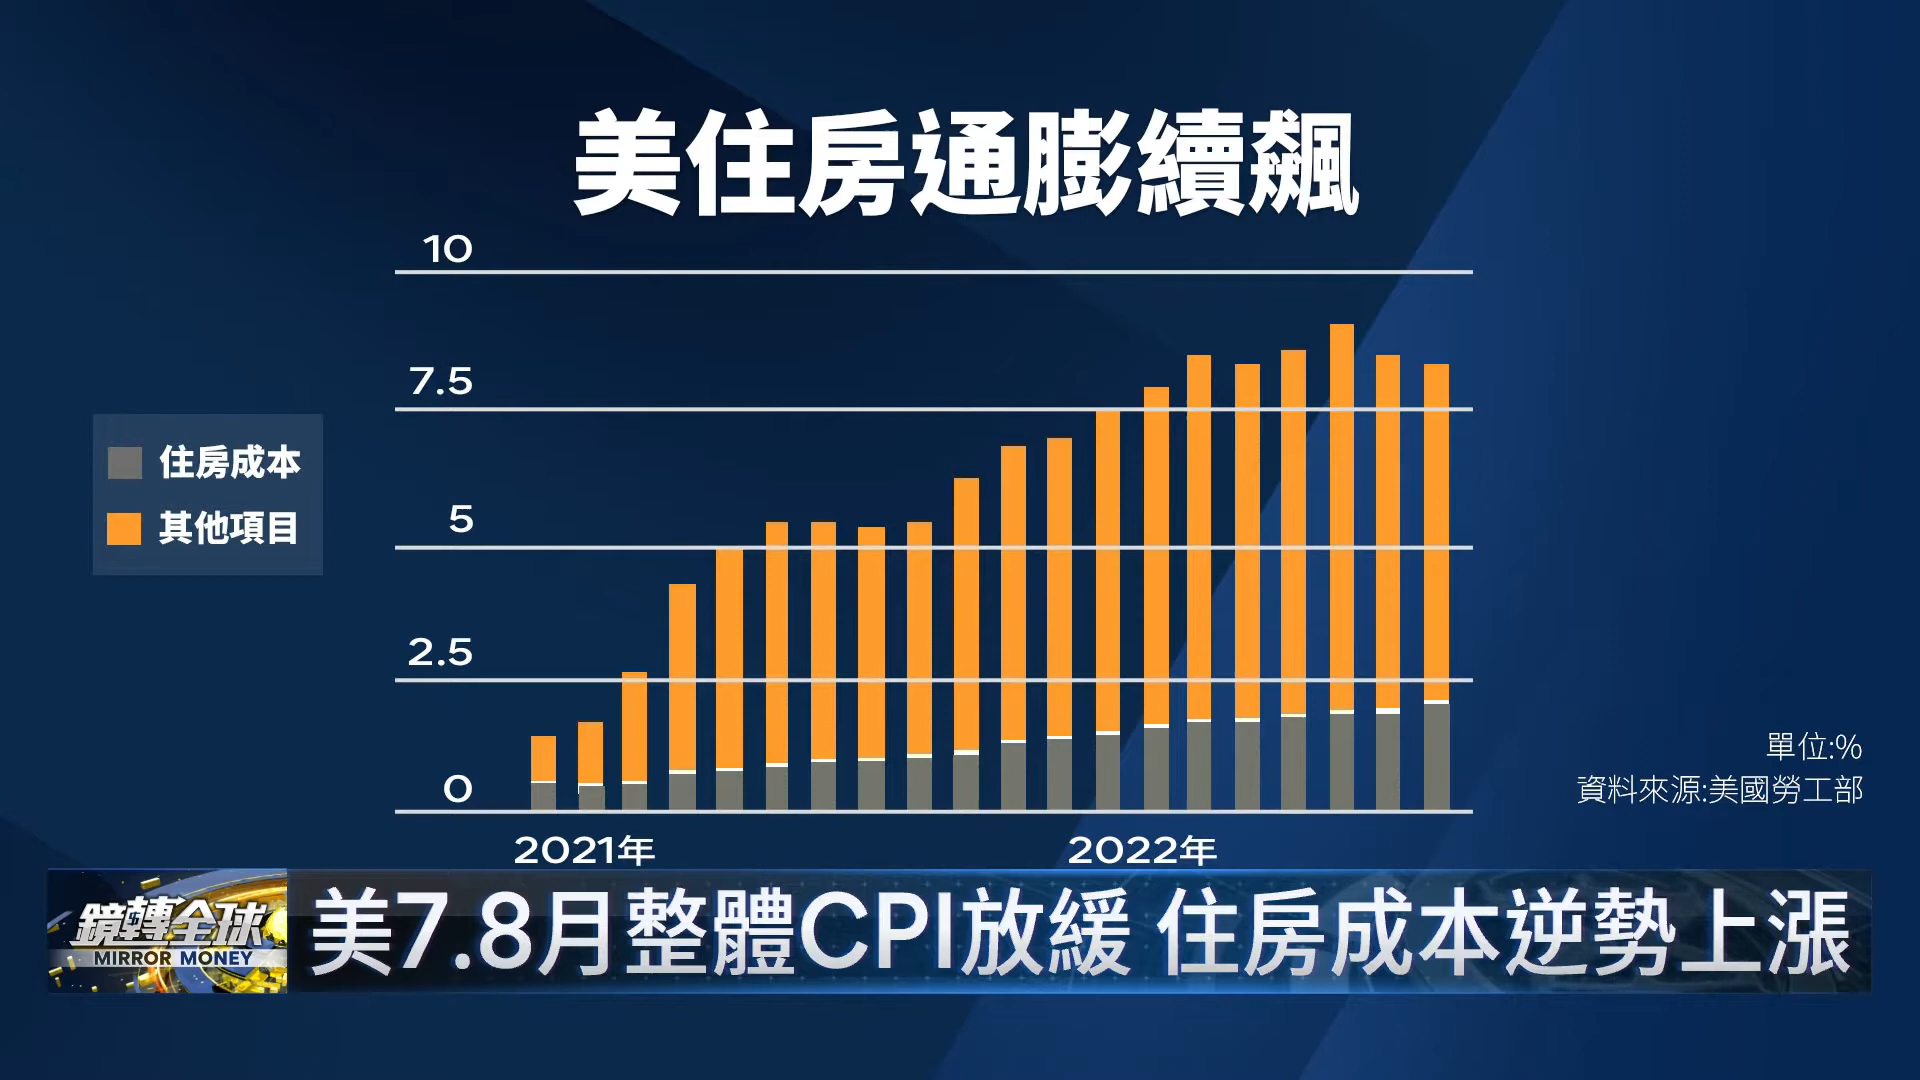 美住房通膨續飆
10
7.5
5
2.5
0
住房成本
其他項目
2021年
2022年
單位:%
資料來源:美國勞工部
鏡轉全球
MIRROR MONEY
美7.8月整體CPI放緩 住房成本逆勢上漲